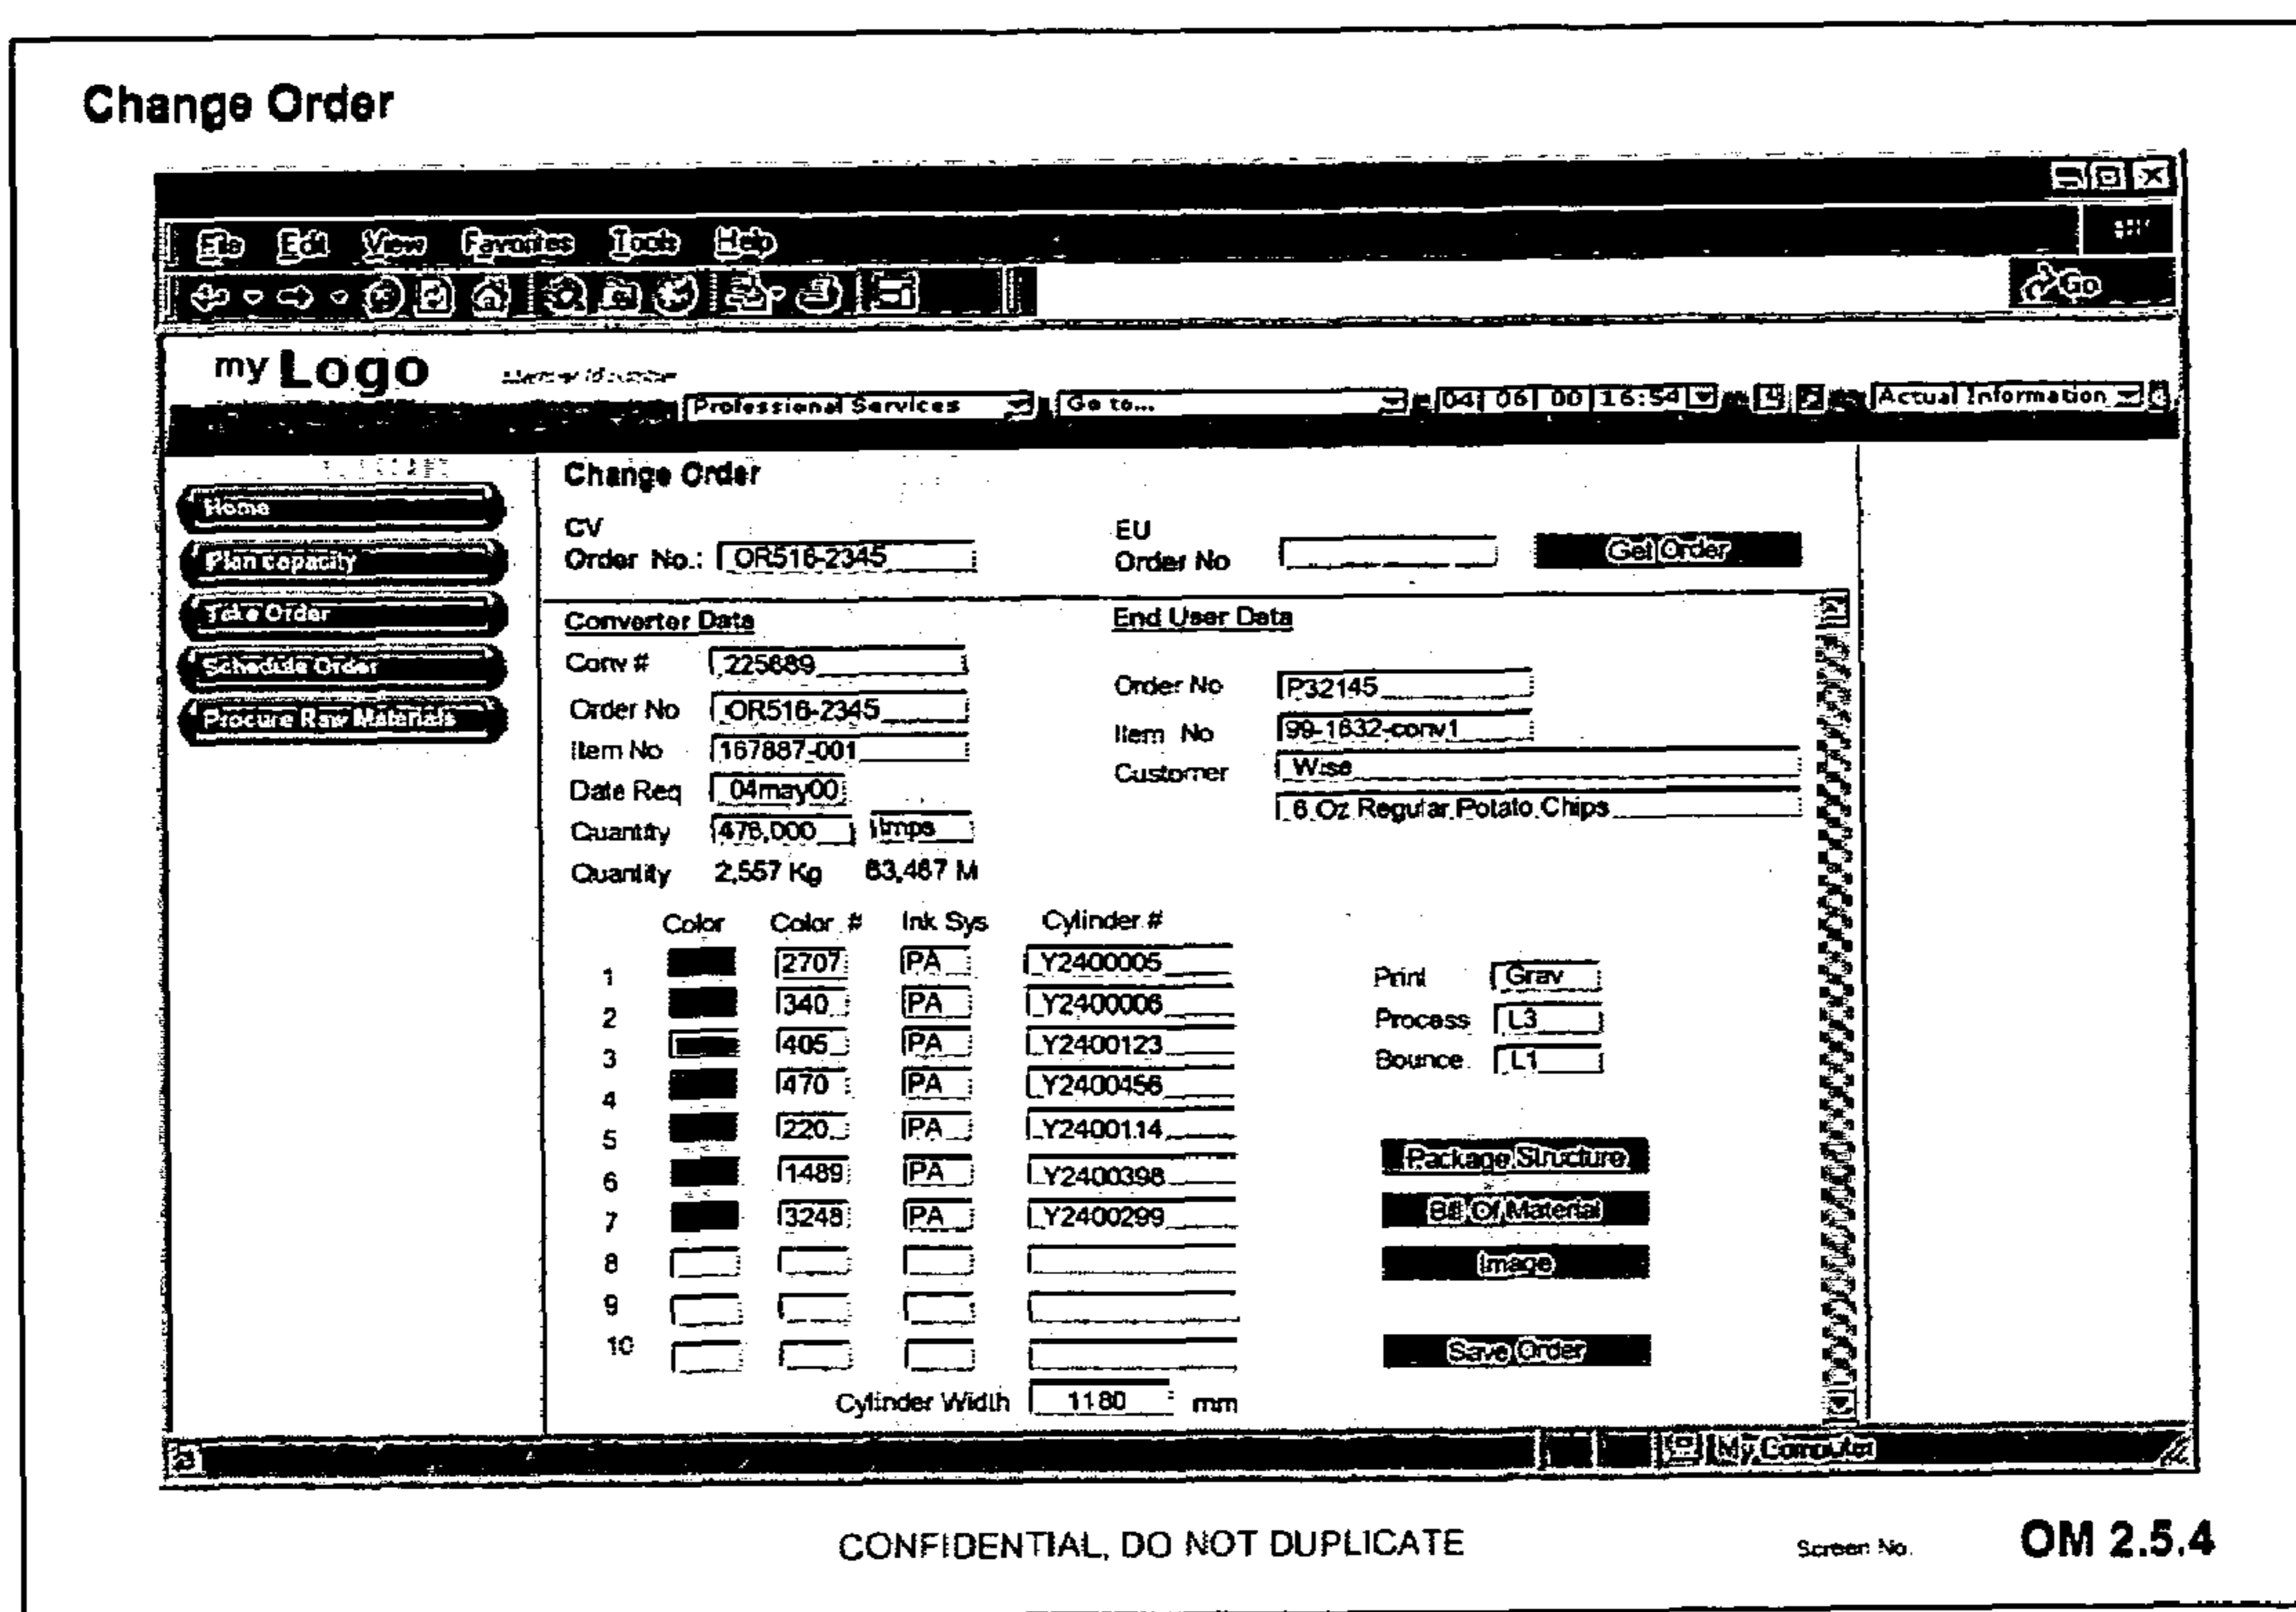 Change Order
File Edit View Favorites Tools Help
Go
my Logo Member Id number
Professional Services Go to... 04 06 00 16:54 Actual Information
Home
Plan capacity
Take Order
Schedule Order
Procure Raw Materials
Change Order
CV EU
Order No.: OR516-2345 Order No Get Order
Converter Data End User Data
Conv # 225889
Order No P32145
Order No OR516-2345
Item No 99-1632-conv1
Item No 167887-001
Customer Wise
Date Req 04may00
6 Oz Regular Potato Chips
Quantity 476,000 Imps
Quantity 2,557 Kg 63,467 M
Color Color # Ink Sys Cylinder #
1 2707 PA Y2400005
2 340 PA Y2400006
3 405 PA Y2400123
4 470 PA Y2400456
5 220 PA Y2400114
6 1489 PA Y2400398
7 3248 PA Y2400299
8
9
10
Print Grav
Process L3
Bounce L1
Package Structure
Bill Of Material
Image
Save Order
Cylinder Width 1180 mm
My Computer
CONFIDENTIAL, DO NOT DUPLICATE Screen No. OM 2.5.4